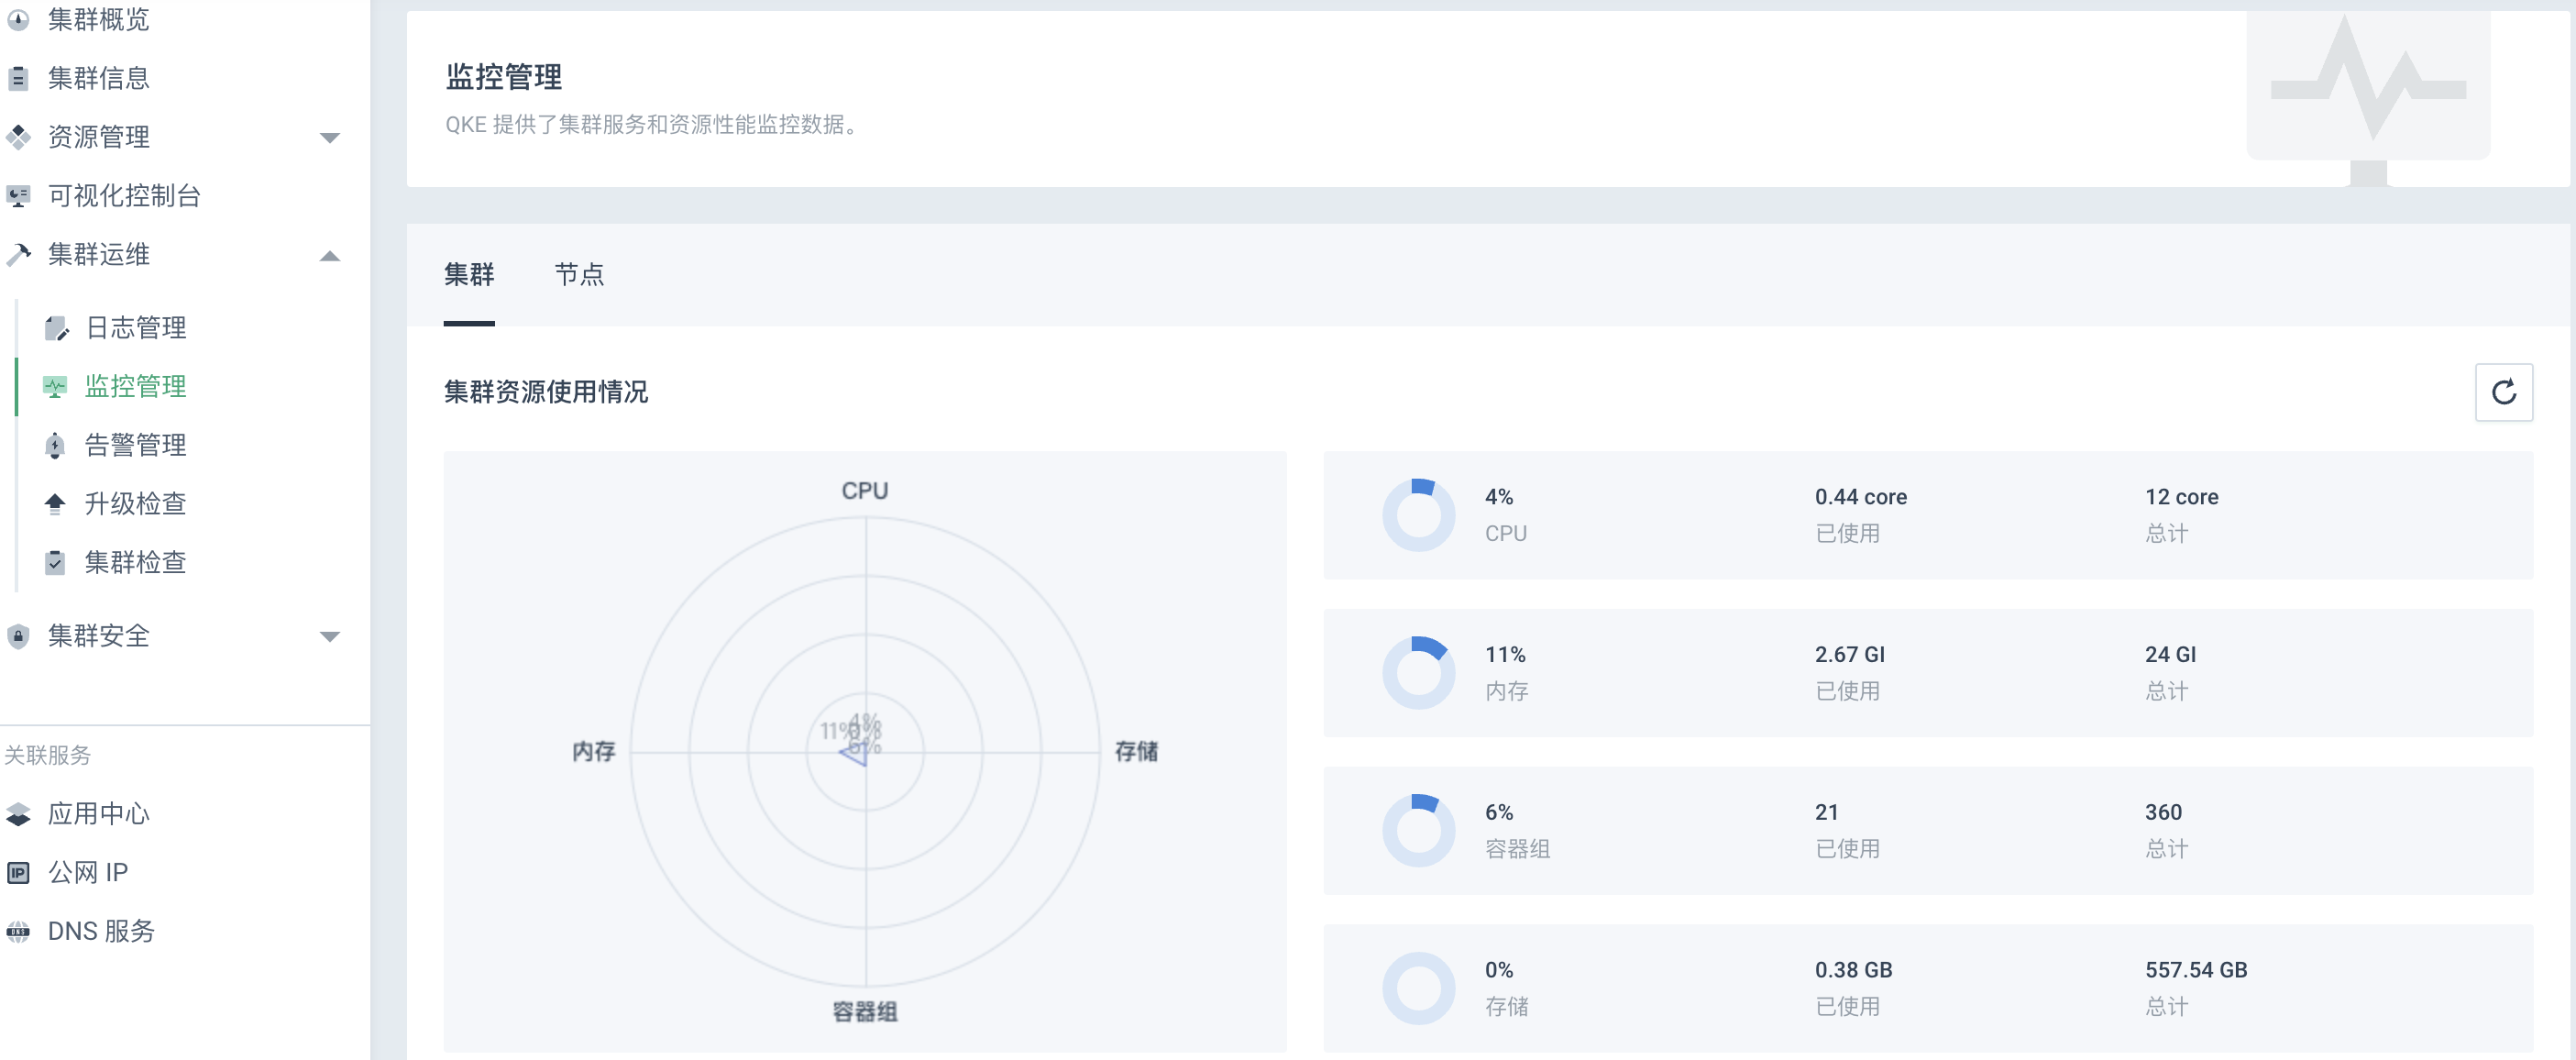 集群概览
集群信息
资源管理
可视化控制台
集群运维
日志管理
监控管理
告警管理
升级检查
集群检查
集群安全
关联服务
应用中心
IP 公网 IP
DNS DNS 服务
监控管理
QKE 提供了集群服务和资源性能监控数据。
集群 节点
集群资源使用情况
CPU
内存
11%
4%
存储
容器组
4% 0.44 core 12 core
CPU 已使用 总计
11% 2.67 GI 24 GI
内存 已使用 总计
6% 21 360
容器组 已使用 总计
0% 0.38 GB 557.54 GB
存储 已使用 总计